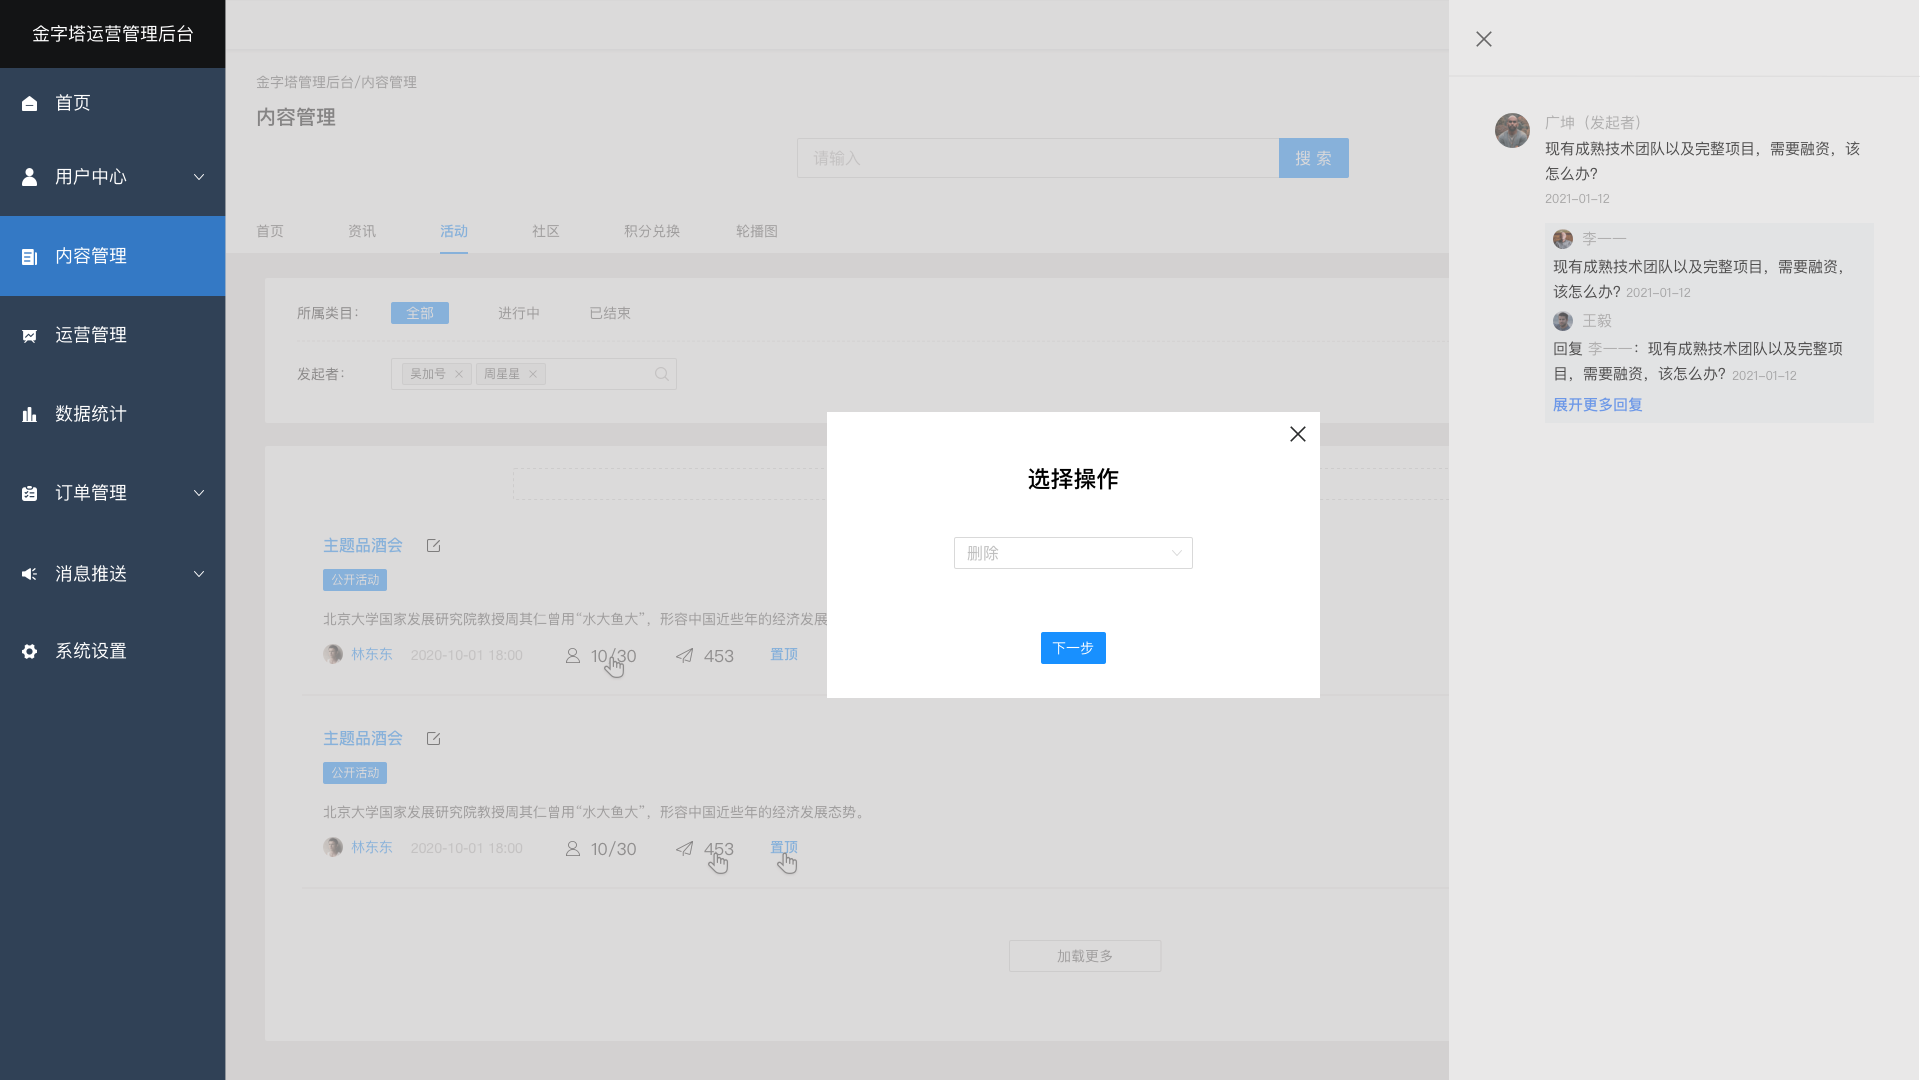 金字塔运营管理后台
首页
用户中心
内容管理
运营管理
数据统计
订单管理
消息推送
系统设置
金字塔管理后台/内容管理
内容管理
请输入
搜 索
首页
资讯
活动
社区
积分兑换
轮播图
所属类目：
全部
进行中
已结束
发起者：
吴加号
周星星
主题品酒会
公开活动
北京大学国家发展研究院教授周其仁曾用“水大鱼大”，形容中国近些年的经济发展
林东东
2020-10-01 18:00
10/30
453
置顶
主题品酒会
公开活动
北京大学国家发展研究院教授周其仁曾用“水大鱼大”，形容中国近些年的经济发展态势。
林东东
2020-10-01 18:00
10/30
453
置顶
加载更多
选择操作
删除
下一步
广坤（发起者）
现有成熟技术团队以及完整项目，需要融资，该
怎么办？
2021-01-12
李一一
现有成熟技术团队以及完整项目，需要融资，
该怎么办？ 2021-01-12
王毅
回复 李一一：现有成熟技术团队以及完整项
目，需要融资，该怎么办？ 2021-01-12
展开更多回复